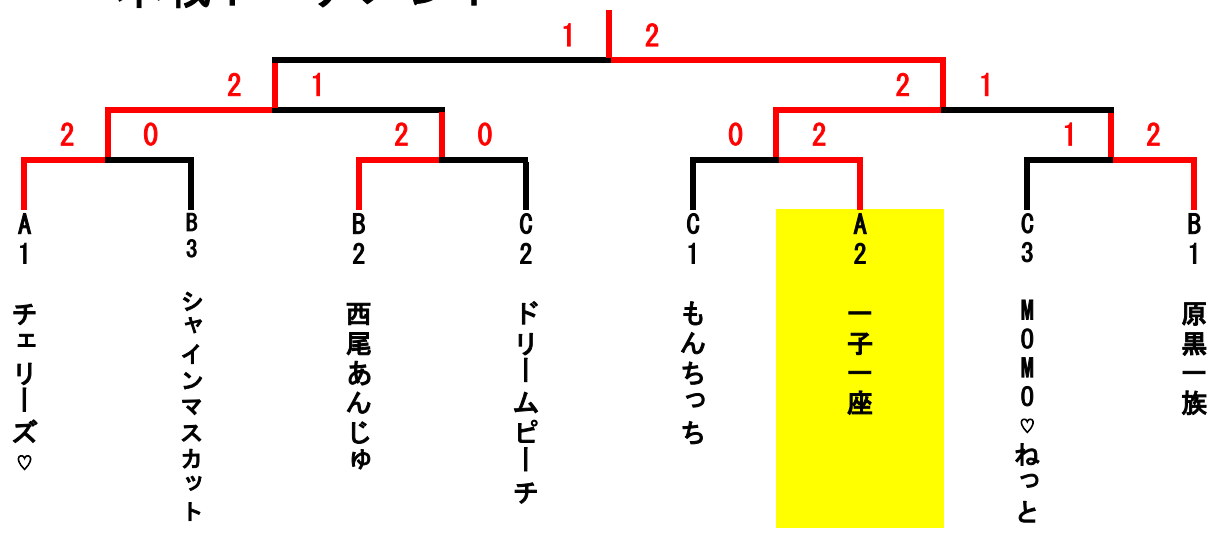 1 2
2 1 2 1
2 0 2 0 0 2 1 2
A1 チェリーズ♡
B3 シャインマスカット
B2 西尾あんじゅ
C2 ドリームピーチ
C1 もんちっち
A2 一子一座
C3 MOMO♡ねっと
B1 原黒一族